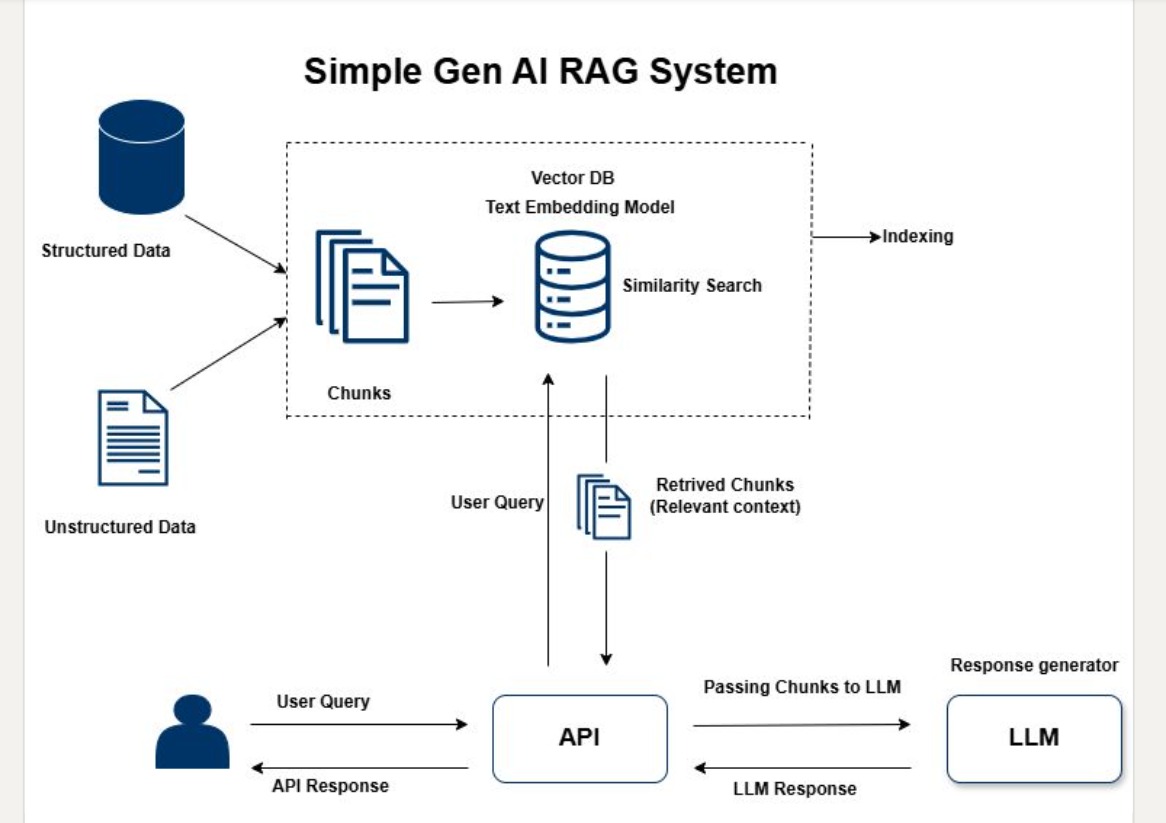 Simple Gen AI RAG System
Vector DB
Text Embedding Model
Structured Data
Indexing
Similarity Search
Chunks
Unstructured Data
User Query
Retrived Chunks
(Relevant context)
Response generator
User Query
Passing Chunks to LLM
API
LLM
API Response
LLM Response